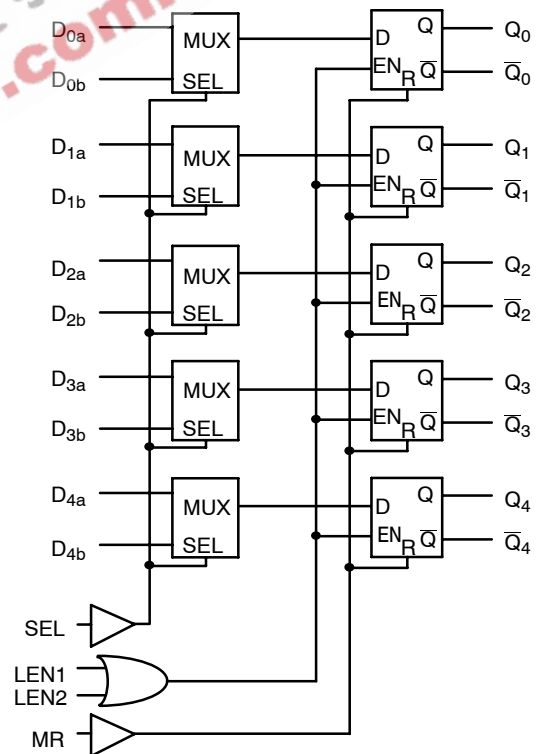 .com
D0a MUX D Q Q0
D0b SEL EN R Q̅ Q̅0
D1a MUX D Q Q1
D1b SEL EN R Q̅ Q̅1
D2a MUX D Q Q2
D2b SEL EN R Q̅ Q̅2
D3a MUX D Q Q3
D3b SEL EN R Q̅ Q̅3
D4a MUX D Q Q4
D4b SEL EN R Q̅ Q̅4
SEL
LEN1
LEN2
MR